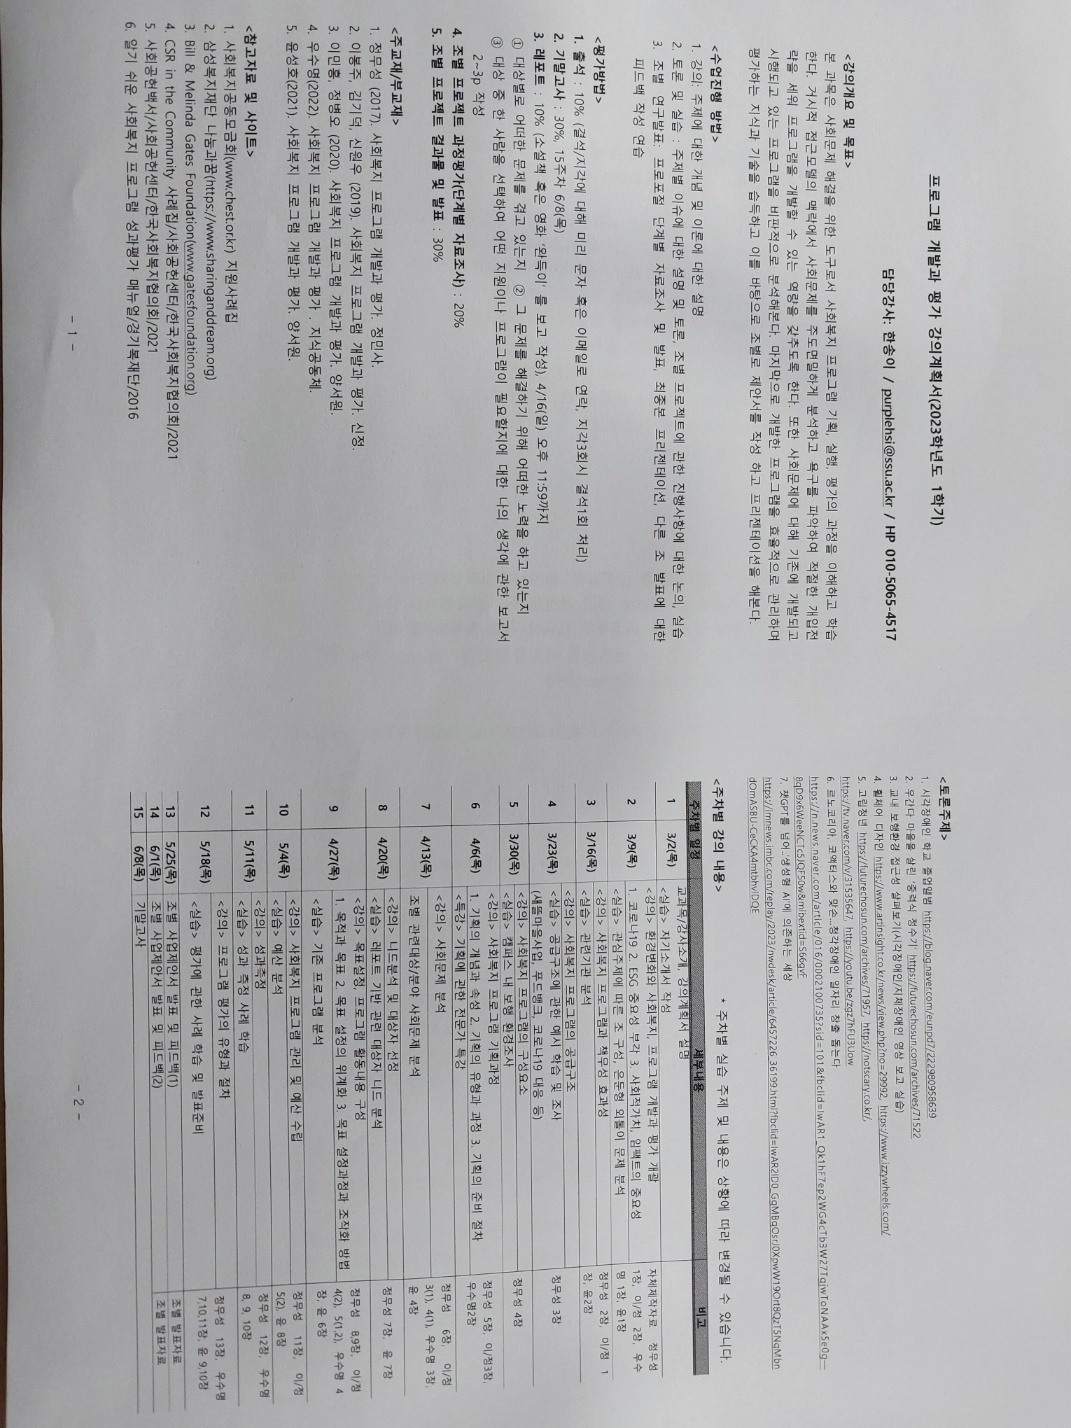 프로그램 개발과 평가 강의계획서(2023학년도 1학기)
담당강사: 한송이 / purplehsi@ssu.ac.kr / HP 010-5065-4517
<강의개요 및 목표>
본 과목은 사회문제 해결을 위한 도구로서 사회복지 프로그램 기획, 실행, 평가의 과정을 이해하고 학습
한다. 거시적 접근모델의 맥락에서 사회문제를 주도면밀하게 분석하고 욕구를 파악하여 적절한 개입전
략을 세워 프로그램을 개발할 수 있는 역량을 갖추도록 한다. 또한 사회문제에 대해 기존에 개발되고
시행되고 있는 프로그램을 비판적으로 분석해본다. 마지막으로 개발한 프로그램을 효율적으로 관리하며
평가하는 지식과 기술을 습득하고 이를 바탕으로 조별로 제안서를 작성 하고 프리젠테이션을 해본다.
<수업진행 방법>
1. 강의: 주제에 대한 개념 및 이론에 대한 설명
2. 토론 및 실습 : 주제별 이슈에 대한 설명 및 토론, 조별 프로젝트에 관한 진행사항에 대한 논의, 실습
3. 조별 연구발표: 프로포절 단계별 자료조사 및 발표, 최종본 프리젠테이션, 다른 조 발표에 대한
피드백 작성 연습
<평가방법>
1. 출석 : 10% (결석/지각에 대해 미리 문자 혹은 이메일로 연락, 지각3회시 결석1회 처리)
2. 기말고사 : 30%, 15주차 6/8(목)
3. 레포트 : 10% (소설책 혹은 영화 '완득이' 를 보고 작성), 4/16(일) 오후 11:59까지
① 대상별로 어떠한 문제를 겪고 있는지 ② 그 문제를 해결하기 위해 어떠한 노력을 하고 있는지
③ 대상 중 한 사람을 선택하여 어떤 지원이나 프로그램이 필요할지에 대한 나의 생각에 관한 보고서
2~3p 작성
4. 조별 프로젝트 과정평가(단계별 자료조사) : 20%
5. 조별 프로젝트 결과물 및 발표 : 30%
<주교재/부교재>
1. 정무성 (2017). 사회복지 프로그램 개발과 평가. 정민사.
2. 이봉주, 김기덕, 신원우 (2019). 사회복지 프로그램 개발과 평가. 신정.
3. 이민홍, 정병오 (2020). 사회복지 프로그램 개발과 평가. 양서원.
4. 우수명(2022). 사회복지 프로그램 개발과 평가 . 지식공동체.
5. 윤성호(2021). 사회복지 프로그램 개발과 평가. 양서원.
<참고자료 및 사이트>
1. 사회복지공동모금회(www.chest.or.kr) 지원사례집
2. 삼성복지재단 나눔과꿈(https://www.sharinganddream.org)
3. Bill & Melinda Gates Foundation(www.gatesfoundation.org)
4. CSR in the Community 사례집/사회공헌센터/한국사회복지협의회/2021
5. 사회공헌백서/사회공헌센터/한국사회복지협의회/2021
6. 알기 쉬운 사회복지 프로그램 성과평가 매뉴얼/경기복재단/2016
- 1 -
<토론주제>
1. 시각장애인 학교 졸업앨범 https://blog.naver.com/eunpd7/222980958639
2. 우간다 마을을 살린 '중력식 정수기' https://futurechosun.com/archives/71522
3. 교내 보행환경 접근성 살펴보기(시각장애인/지체장애인 영상 보고 실습)
4. 휠체어 디자인 https://www.artinsight.co.kr/news/view.php?no=29992, https://www.izzywheels.com/
5. 고립청년 https://futurechosun.com/archives/71957, https://notscary.co.kr/,
https://tv.naver.com/v/3155647, https://youtu.be/zqz7hFU3Uow
6. 르노코리아, 코액터스와 맞손…청각장애인 일자리 창출 돕는다
https://n.news.naver.com/article/016/0002100735?sid=101&fbclid=IwAR1_Qk1hF7ep2WG4cTb3W27TqjwToNAAx5e0g—
8qD9x6WeeNCTc5JQF50w&mibextid=S66gvF
7. 챗GPT를 넘어..'생성형 AI'에 의존하는 세상
https://imnews.imbc.com/replay/2023/nwdesk/article/6457226_36199.html?fbclid=IwAR2ID0_GgMBqOsrJ0XpwW19Ort8QzT5NqMbn
dOmASBU-CeCKA4mtbhvIDQE
<주차별 강의 내용>
* 주차별 실습 주제 및 내용은 상황에 따라 변경될 수 있습니다.
주차별 일정 세부내용 비고
1 3/2(목) 교과목/강사소개, 강의계획서 설명
<실습> 자기소개서 작성
2 3/9(목) <강의> 환경변화와 사회복지, 프로그램 개발과 평가 개괄
1. 코로나19 2. ESG 중요성 부각 3. 사회적가치, 임팩트의 중요성
<실습> 관심주제에 따른 조 구성, 은둔형 외톨이 문제 분석
자체제작자료 정무성
1장, 이/정 2장, 우수
명 1장, 윤1장
3 3/16(목) <강의> 사회복지 프로그램과 책무성 효과성
<실습> 관련기관 분석
정무성 2장, 이/정 1
장, 윤2장
4 3/23(목) <강의> 사회복지 프로그램의 공급구조
<실습> 공급구조에 관한 예시 학습 및 조사
(새뜰마을사업, 푸드뱅크, 코로나19 대응 등)
정무성 3장
5 3/30(목) <강의> 사회복지 프로그램의 구성요소
<실습> 캠퍼스 내 보행 환경조사
정무성 4장
6 4/6(목) <강의> 사회복지 프로그램 기획과정
1. 기획의 개념과 속성 2. 기획의 유형과 과정 3. 기획의 준비 절차
<특강> 기획에 관한 전문가 특강
정무성 5장, 이/정3장,
우수명2장
7 4/13(목) <강의> 사회문제 분석
조별 관련대상/분야 사회문제 분석
정무성 6장, 이/정
3(1), 4(1), 우수명 3장,
윤 4장
8 4/20(목) <강의> 니드분석 및 대상자 선정
<실습> 레포트 기반 관련 대상자 니드 분석
정무성 7장, 윤 7장
9 4/27(목) <강의> 목표설정, 프로그램 활동내용 구성
1. 목적과 목표 2. 목표 설정의 위계화 3. 목표 설정과정과 조작화 방법
<실습> 기존 프로그램 분석
정무성 8,9장, 이/정
4(2), 5(1,2), 우수명 4
장, 윤 6장
10 5/4(목) <강의> 사회복지 프로그램 관리 및 예산 수립
<실습> 예산 분석
정무성 11장, 이/정
5(2), 윤 8장
11 5/11(목) <강의> 성과측정
<실습> 성과 측정 사례 학습
정무성 12장, 우수명
8, 9, 10장
12 5/18(목) <강의> 프로그램 평가의 유형과 절차
<실습> 평가에 관한 사례 학습 및 발표준비
정무성 13장, 우수명
7,10,11장, 윤 9,10장
13 5/25(목) 조별 사업제안서 발표 및 피드백(1) 조별 발표자료
14 6/1(목) 조별 사업제안서 발표 및 피드백(2) 조별 발표자료
15 6/8(목) 기말고사
- 2 -